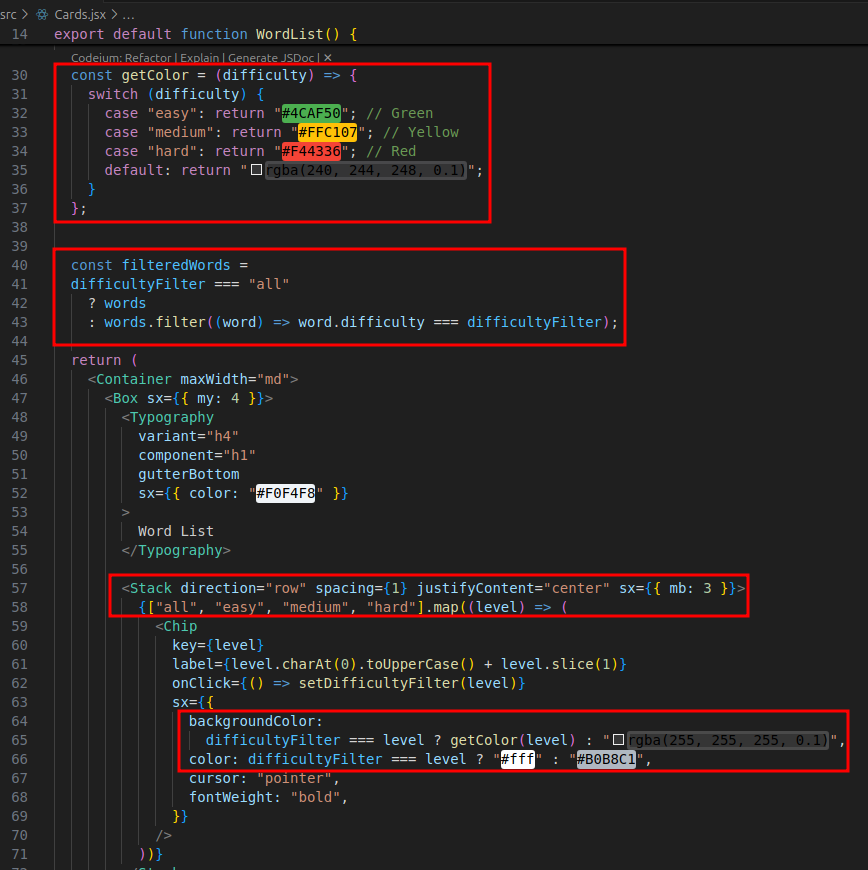 src > Cards.jsx > ...
14 export default function WordList() {
Codeium: Refactor | Explain | Generate JSDoc | ✕
30 const getColor = (difficulty) => {
31 switch (difficulty) {
32 case "easy": return "#4CAF50"; // Green
33 case "medium": return "#FFC107"; // Yellow
34 case "hard": return "#F44336"; // Red
35 default: return "rgba(240, 244, 248, 0.1)";
36 }
37 };
38
39
40 const filteredWords =
41 difficultyFilter === "all"
42 ? words
43 : words.filter((word) => word.difficulty === difficultyFilter);
44
45 return (
46 <Container maxWidth="md">
47 <Box sx={{ my: 4 }}>
48 <Typography
49 variant="h4"
50 component="h1"
51 gutterBottom
52 sx={{ color: "#F0F4F8" }}
53 >
54 Word List
55 </Typography>
56
57 <Stack direction="row" spacing={1} justifyContent="center" sx={{ mb: 3 }}>
58 {["all", "easy", "medium", "hard"].map((level) => (
59 <Chip
60 key={level}
61 label={level.charAt(0).toUpperCase() + level.slice(1)}
62 onClick={() => setDifficultyFilter(level)}
63 sx={{
64 backgroundColor:
65 difficultyFilter === level ? getColor(level) : "rgba(255, 255, 255, 0.1)",
66 color: difficultyFilter === level ? "#fff" : "#B0B8C1",
67 cursor: "pointer",
68 fontWeight: "bold",
69 }}
70 />
71 ))}